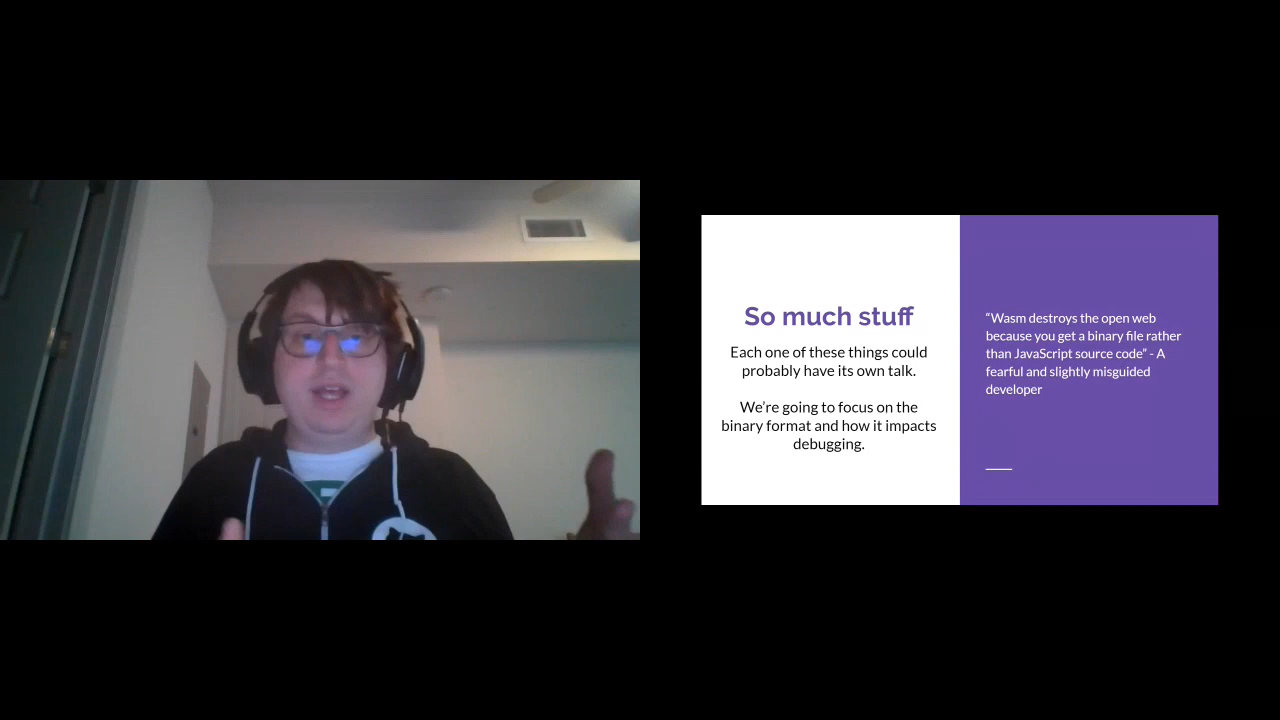 So much stuff
Each one of these things could
probably have its own talk.
We're going to focus on the
binary format and how it impacts
debugging.
“Wasm destroys the open web
because you get a binary file rather
than JavaScript source code” - A
fearful and slightly misguided
developer